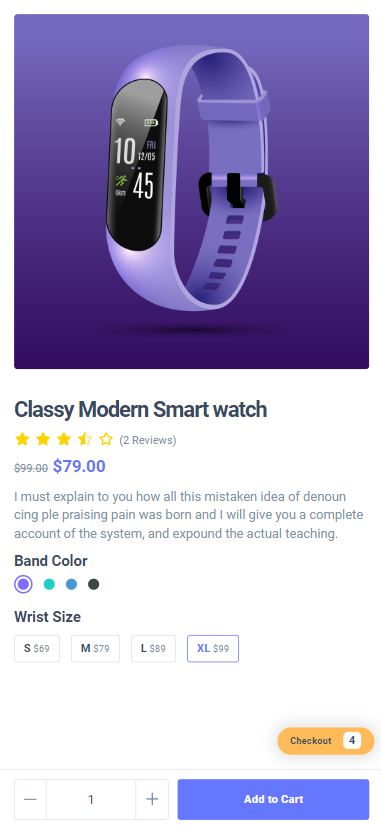 10 FRI
12/05
6km 45
Classy Modern Smart watch
(2 Reviews)
$99.00 $79.00
I must explain to you how all this mistaken idea of denoun
cing ple praising pain was born and I will give you a complete
account of the system, and expound the actual teaching.
Band Color
Wrist Size
S $69 M $79 L $89 XL $99
Checkout 4
1 Add to Cart